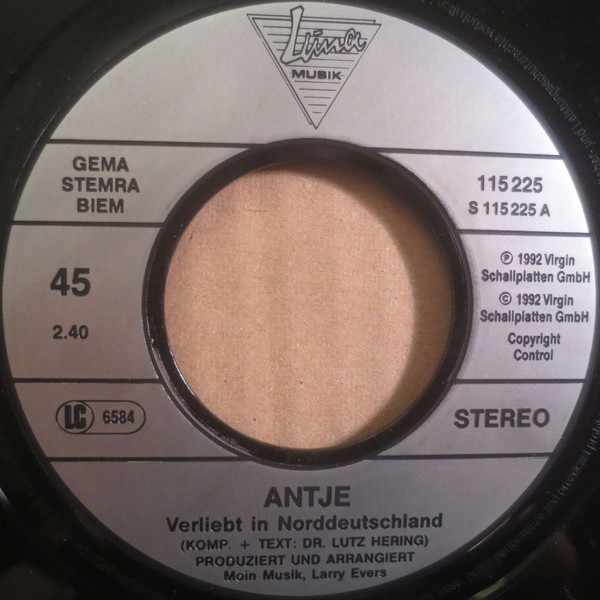 Luna
MUSIK
GEMA
STEMRA
BIEM
115 225
S 115 225 A
45
2.40
℗ 1992 Virgin
Schallplatten GmbH
© 1992 Virgin
Schallplatten GmbH
Copyright
Control
LC 6584
STEREO
ANTJE
Verliebt in Norddeutschland
(KOMP. + TEXT: DR. LUTZ HERING)
PRODUZIERT UND ARRANGIERT
Moin Musik, Larry Evers